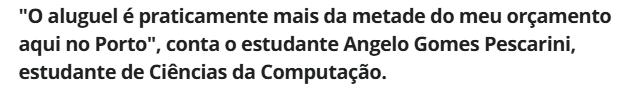 "O aluguel é praticamente mais da metade do meu orçamento
aqui no Porto", conta o estudante Angelo Gomes Pescarini,
estudante de Ciências da Computação.